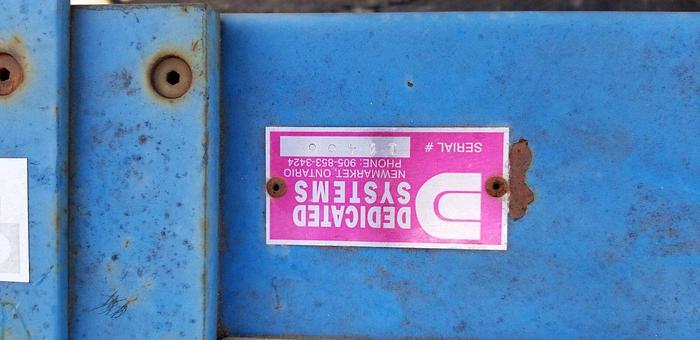 DEDICATED
SYSTEMS
NEWMARKET, ONTARIO
PHONE: 905-853-3424
SERIAL #